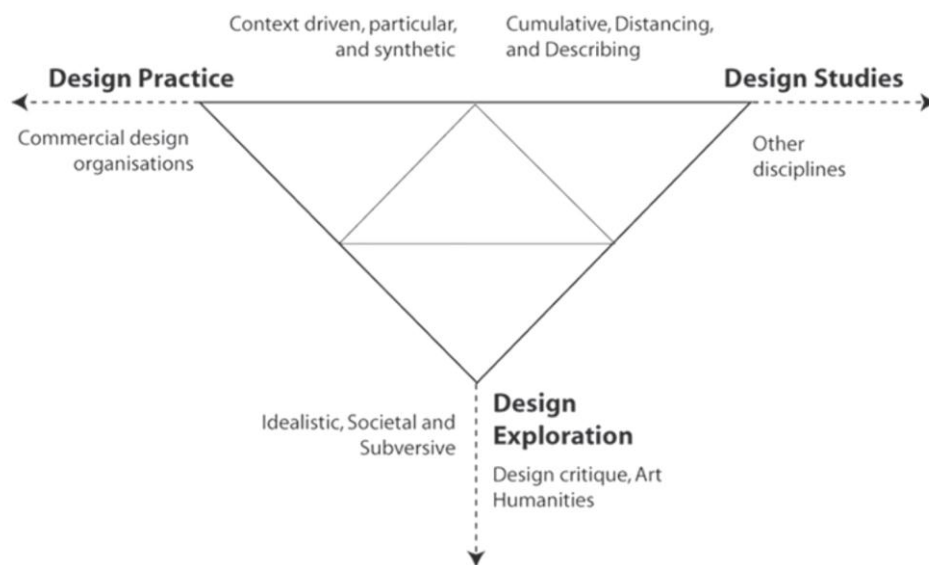 Context driven, particular,
and synthetic
Cumulative, Distancing,
and Describing
Design Practice
Design Studies
Commercial design
organisations
Other
disciplines
Idealistic, Societal and
Subversive
Design
Exploration
Design critique, Art
Humanities